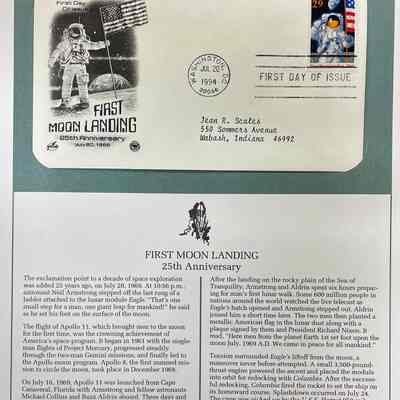 First Day
of Issue
FIRST
MOON LANDING
25th Anniversary
July 20, 1969
WASHINGTON, DC
JUL 20
1994
20066
FIRST DAY OF ISSUE
29
Jean R. Scales
550 Sommers Avenue
Wabash, Indiana 46992
FIRST MOON LANDING
25th Anniversary
The exclamation point to a decade of space exploration
was added 25 years ago, on July 20, 1969. At 10:56 p.m.
astronaut Neil Armstrong stepped off the last rung of a
ladder attached to the lunar module Eagle. "That's one
small step for a man, one giant leap for mankind!" he said
as he set his foot on the surface of the moon.
The flight of Apollo 11, which brought men to the moon
for the first time, was the crowning achievement of
America's space program. It began in 1961 with the single-
man flights of Project Mercury, progressed steadily
through the two-man Gemini missions, and finally led to
the Apollo moon program. Apollo 8, the first manned mis-
sion to circle the moon, took place in December 1968.
On July 16, 1969, Apollo 11 was launched from Cape
Canaveral, Florida with Armstrong and fellow astronauts
Michael Collins and Buzz Aldrin aboard. Three days and
After the landing on the rocky plain of the Sea of
Tranquility, Armstrong and Aldrin spent six hours prepar-
ing for man's first lunar walk. Some 600 million people in
nations around the world watched the live telecast as
Eagle's hatch opened and Armstrong stepped out. Aldrin
joined him a short time later. The two men then planted a
metallic American flag in the lunar dust along with a
plaque signed by them and President Richard Nixon. It
read, "Here men from the planet Earth 1st set foot upon the
moon July, 1969 A.D. We came in peace for all mankind."
Tension surrounded Eagle's liftoff from the moon, a
maneuver never before attempted. A small 3,500-pound-
thrust engine powered the ascent and placed the module
into orbit for redocking with Columbia. After the success-
ful redocking, Columbia fired the rocket to set the ship on
its homeward course. Splashdown occurred on July 24.